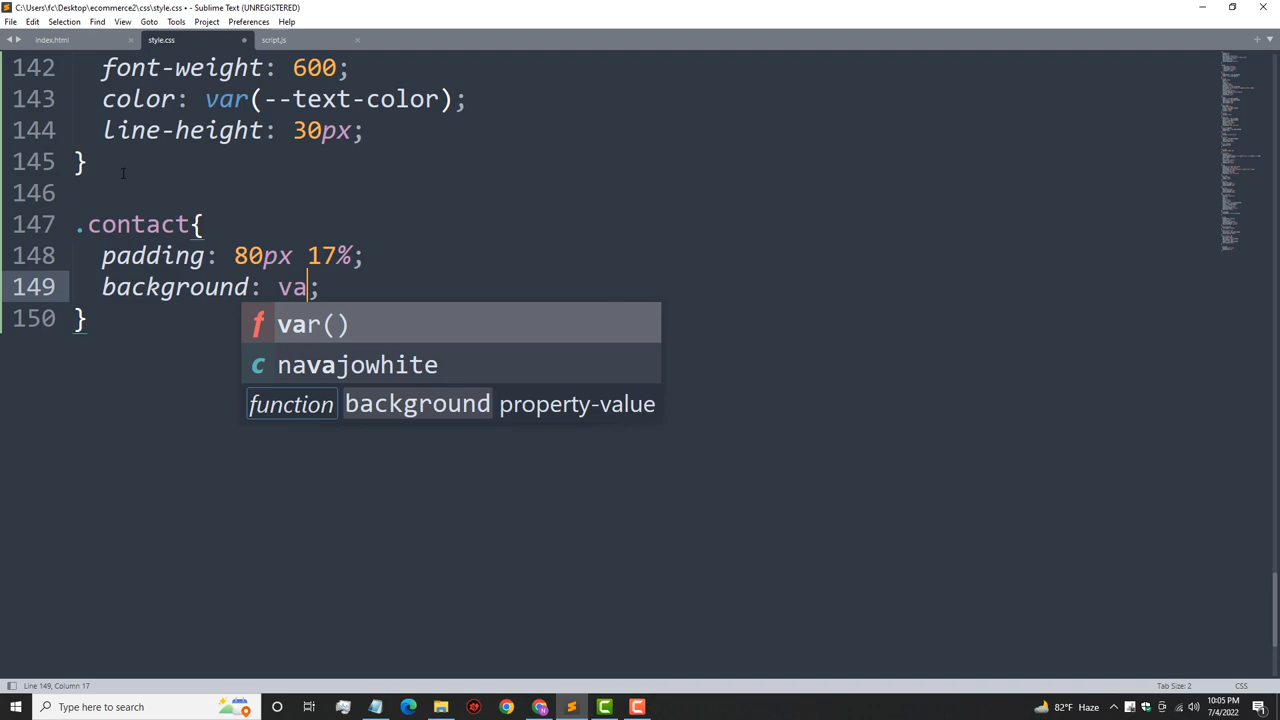 C:\Users\fc\Desktop\ecommerce2\css\style.css • - Sublime Text (UNREGISTERED)
File Edit Selection Find View Goto Tools Project Preferences Help
index.html style.css script.js
142 font-weight: 600;
143 color: var(--text-color);
144 line-height: 30px;
145 }
146
147 .contact{
148 padding: 80px 17%;
149 background: va;
150 }
f var()
c navajowhite
function background property-value
Line 149, Column 17 Tab Size: 2 CSS
Type here to search 82°F Haze 10:05 PM
7/4/2022